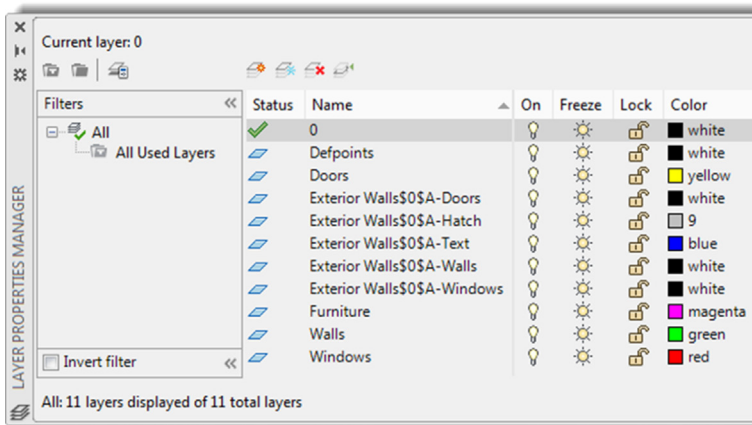 Current layer: 0
Filters
Status Name On Freeze Lock Color
All
All Used Layers
0 white
Defpoints white
Doors yellow
Exterior Walls$0$A-Doors white
Exterior Walls$0$A-Hatch 9
Exterior Walls$0$A-Text blue
Exterior Walls$0$A-Walls white
Exterior Walls$0$A-Windows white
Furniture magenta
Walls green
Windows red
Invert filter
All: 11 layers displayed of 11 total layers
LAYER PROPERTIES MANAGER